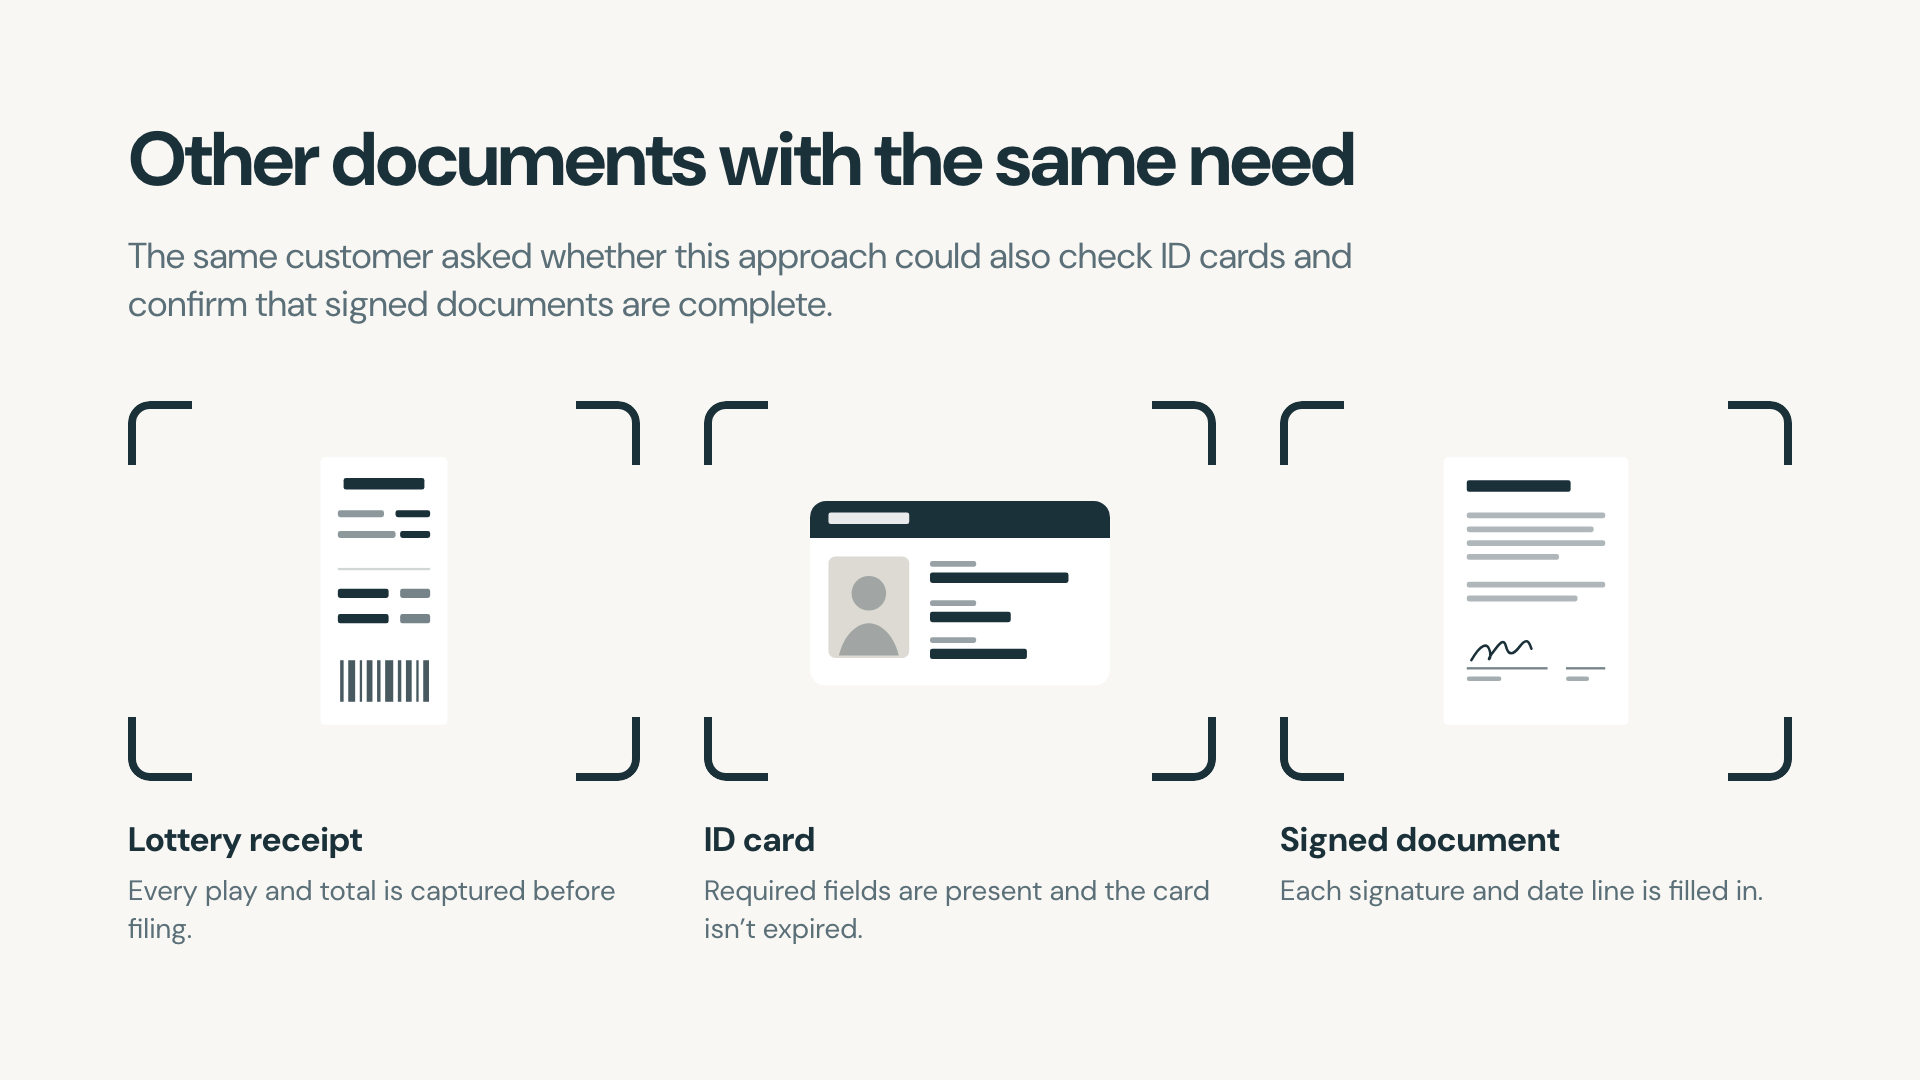 Other documents with the same need
The same customer asked whether this approach could also check ID cards and
confirm that signed documents are complete.
Lottery receipt
Every play and total is captured before
filing.
ID card
Required fields are present and the card
isn’t expired.
Signed document
Each signature and date line is filled in.